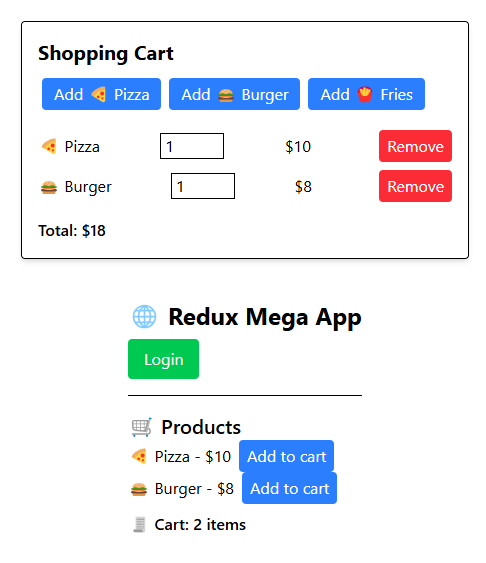 Shopping Cart
Add 🍕 Pizza Add 🍔 Burger Add 🍟 Fries
🍕 Pizza 1 $10 Remove
🍔 Burger 1 $8 Remove
Total: $18
🌐 Redux Mega App
Login
🛒 Products
🍕 Pizza - $10 Add to cart
🍔 Burger - $8 Add to cart
🧾 Cart: 2 items